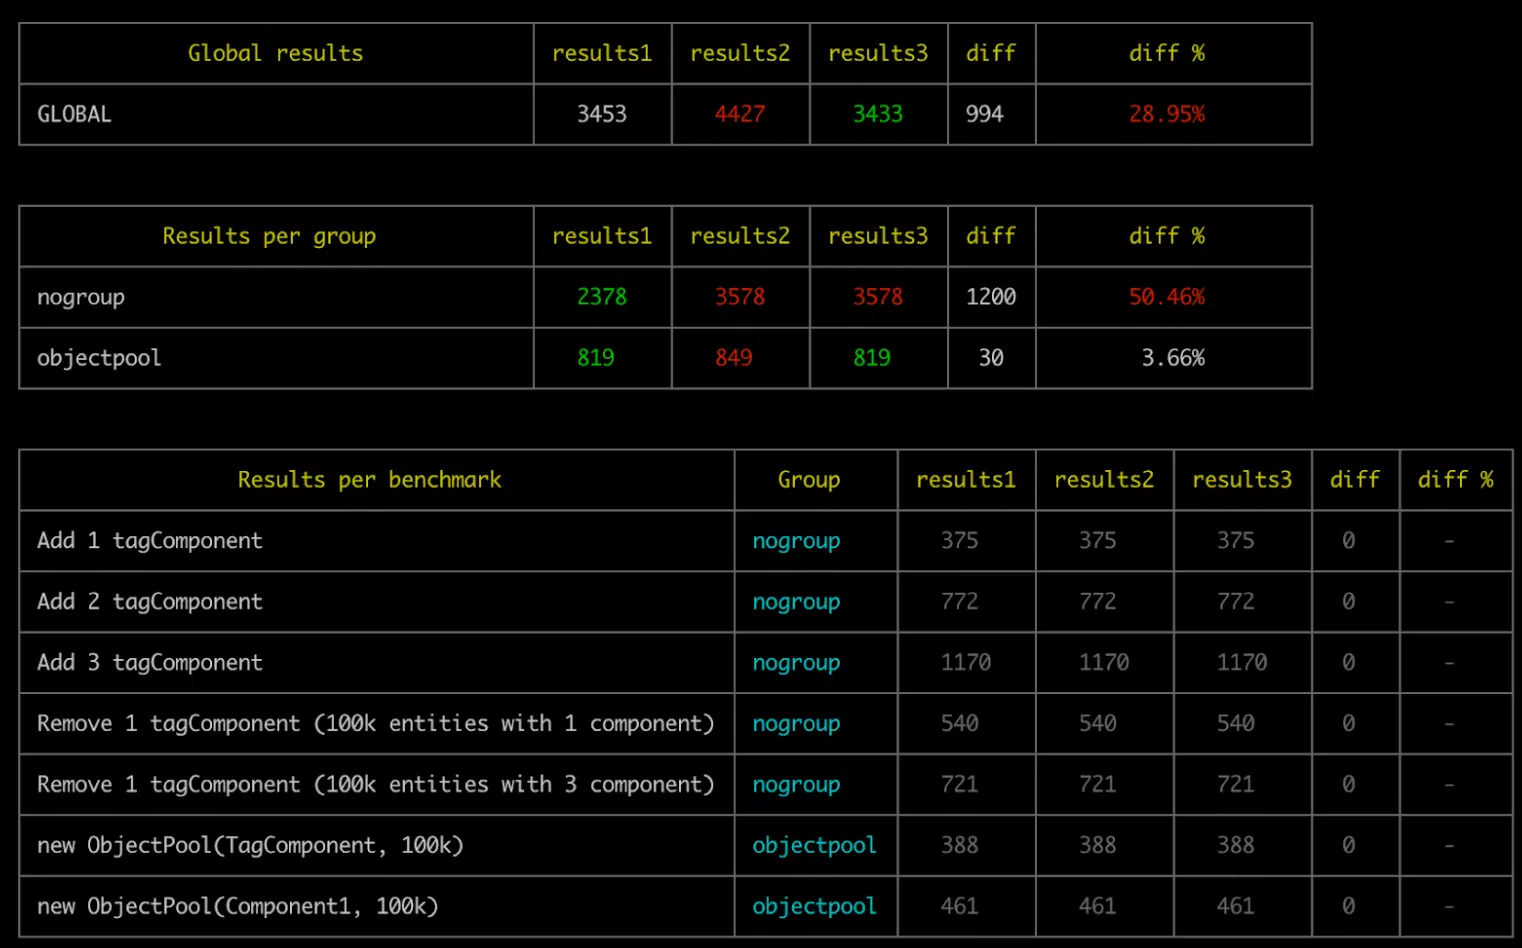 Global results results1 results2 results3 diff diff %
GLOBAL 3453 4427 3433 994 28.95%
Results per group results1 results2 results3 diff diff %
nogroup 2378 3578 3578 1200 50.46%
objectpool 819 849 819 30 3.66%
Results per benchmark Group results1 results2 results3 diff diff %
Add 1 tagComponent nogroup 375 375 375 0 -
Add 2 tagComponent nogroup 772 772 772 0 -
Add 3 tagComponent nogroup 1170 1170 1170 0 -
Remove 1 tagComponent (100k entities with 1 component) nogroup 540 540 540 0 -
Remove 1 tagComponent (100k entities with 3 component) nogroup 721 721 721 0 -
new ObjectPool(TagComponent, 100k) objectpool 388 388 388 0 -
new ObjectPool(Component1, 100k) objectpool 461 461 461 0 -